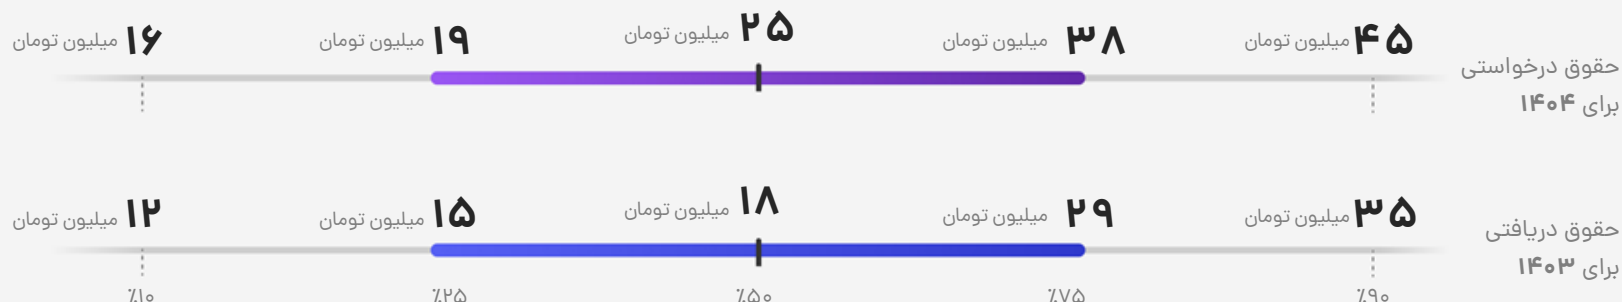 حقوق درخواستی
برای ۱۴۰۴
۴۵ میلیون تومان
۳۸ میلیون تومان
۲۵ میلیون تومان
۱۹ میلیون تومان
۱۶ میلیون تومان
حقوق دریافتی
برای ۱۴۰۳
۳۵ میلیون تومان
۲۹ میلیون تومان
۱۸ میلیون تومان
۱۵ میلیون تومان
۱۲ میلیون تومان
٪۹۰
٪۷۵
٪۵۰
٪۲۵
٪۱۰